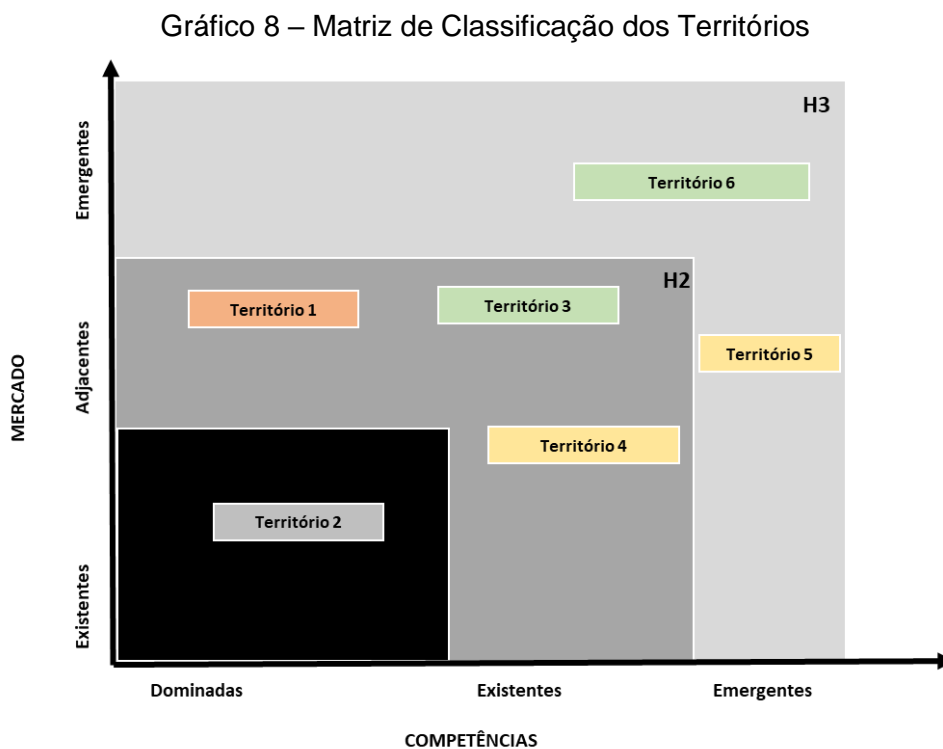 Gráfico 8 – Matriz de Classificação dos Territórios
H3
Emergentes
Território 6
H2
Território 1
Território 3
Adjacentes
Território 5
MERCADO
Território 4
Território 2
Existentes
Dominadas
Existentes
Emergentes
COMPETÊNCIAS